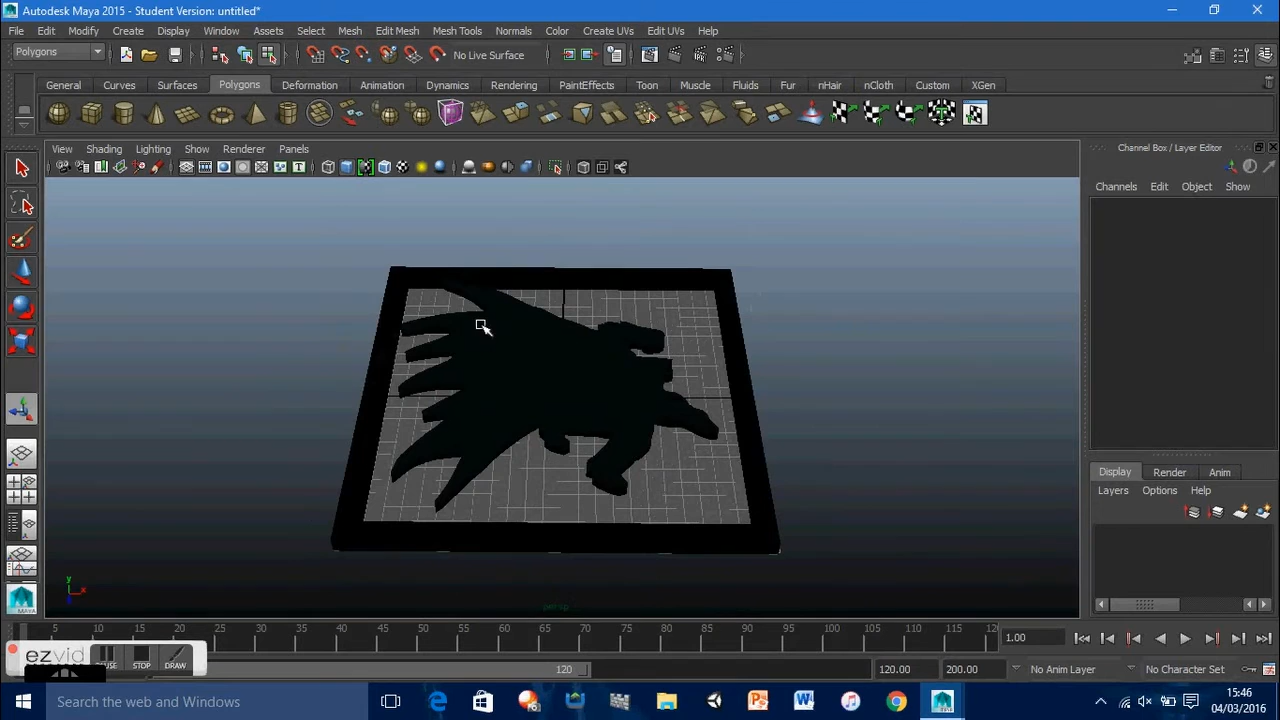 Autodesk Maya 2015 - Student Version: untitled*
File Edit Modify Create Display Window Assets Select Mesh Edit Mesh Mesh Tools Normals Color Create UVs Edit UVs Help
Polygons No Live Surface
General Curves Surfaces Polygons Deformation Animation Dynamics Rendering PaintEffects Toon Muscle Fluids Fur nHair nCloth Custom XGen
View Shading Lighting Show Renderer Panels
Channel Box / Layer Editor
Channels Edit Object Show
Display Render Anim
Layers Options Help
y
x
persp
MAYA
5 10 15 20 25 30 35 40 45 50 55 60 65 70 75 80 85 90 95 100 105 110 115 12
1.00
ezvid
STOP DRAW
120 120.00 200.00 No Anim Layer No Character Set
Search the web and Windows
15:46
04/03/2016